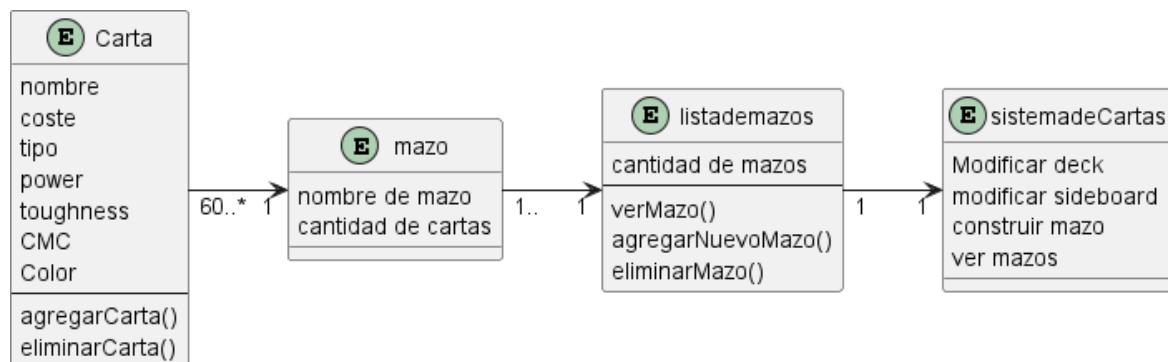 E Carta
nombre
coste
tipo
power
toughness
CMC
Color
agregarCarta()
eliminarCarta()
60..* 1
E mazo
nombre de mazo
cantidad de cartas
1.. 1
E listademazos
cantidad de mazos
verMazo()
agregarNuevoMazo()
eliminarMazo()
1 1
E sistemadeCartas
Modificar deck
modificar sideboard
construir mazo
ver mazos